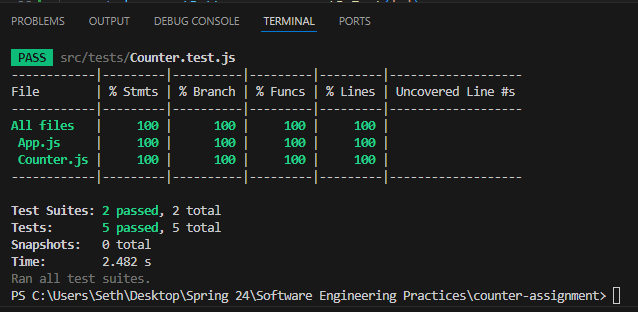 PROBLEMS OUTPUT DEBUG CONSOLE TERMINAL PORTS
PASS src/tests/Counter.test.js
------------|---------|----------|---------|---------|-------------------
File | % Stmts | % Branch | % Funcs | % Lines | Uncovered Line #s
------------|---------|----------|---------|---------|-------------------
All files | 100 | 100 | 100 | 100 |
App.js | 100 | 100 | 100 | 100 |
Counter.js | 100 | 100 | 100 | 100 |
------------|---------|----------|---------|---------|-------------------
Test Suites: 2 passed, 2 total
Tests: 5 passed, 5 total
Snapshots: 0 total
Time: 2.482 s
Ran all test suites.
PS C:\Users\Seth\Desktop\Spring 24\Software Engineering Practices\counter-assignment>